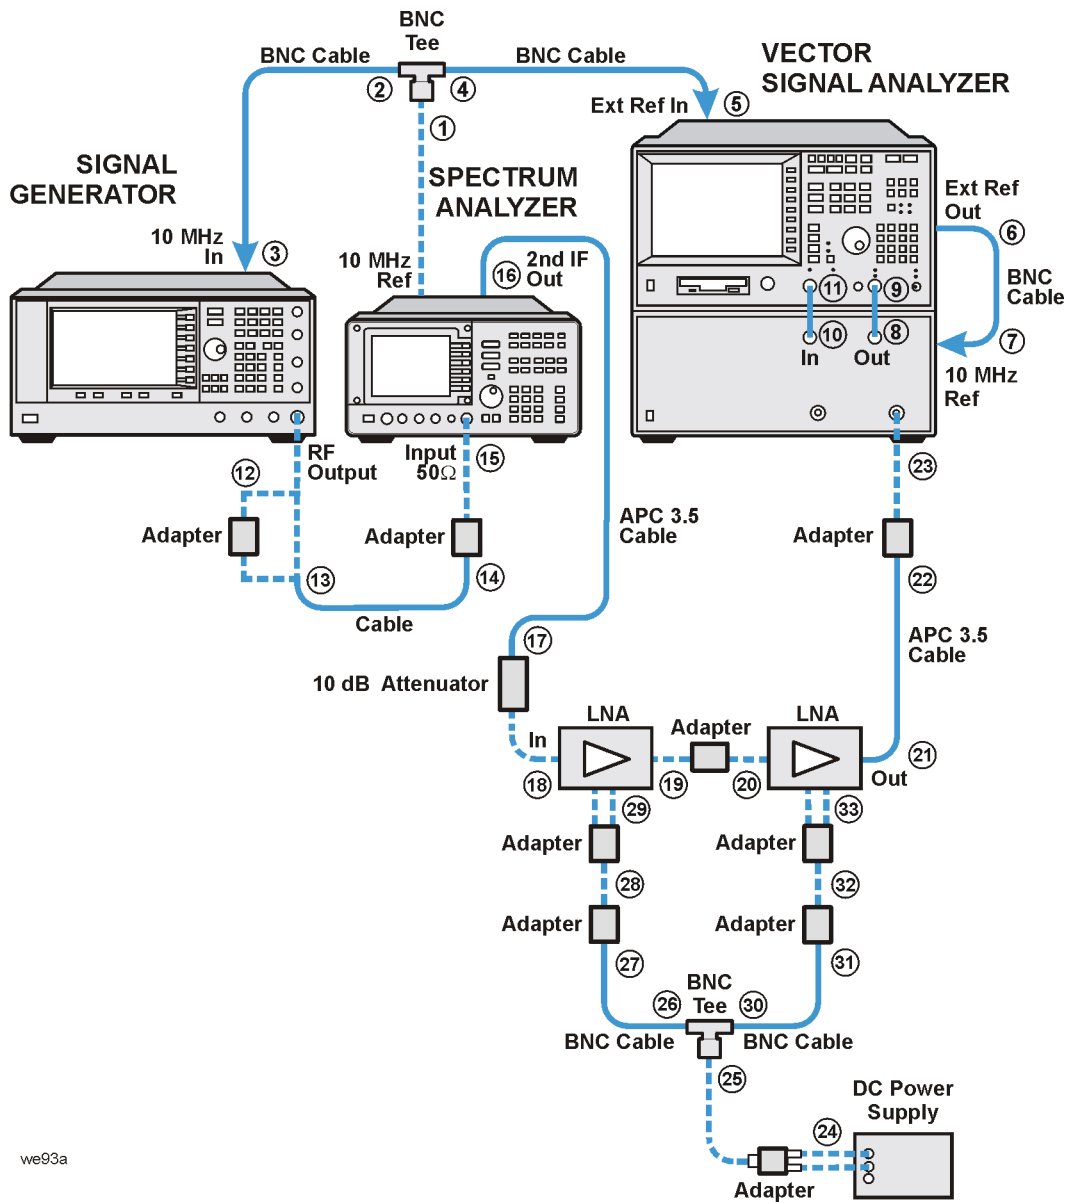 BNC
Tee
BNC Cable
BNC Cable
VECTOR
SIGNAL ANALYZER
2
4
Ext Ref In
5
1
SIGNAL
GENERATOR
SPECTRUM
ANALYZER
Ext Ref
Out
6
10 MHz
In
3
10 MHz
Ref
16
2nd IF
Out
BNC
Cable
11
9
10
8
In
Out
7
10 MHz
Ref
RF
Output
Input
50Ω
15
12
23
Adapter
Adapter
APC 3.5
Cable
Adapter
13
14
22
Cable
17
APC 3.5
Cable
10 dB Attenuator
LNA
Adapter
LNA
In
18
19
20
Out
21
29
33
Adapter
Adapter
28
32
Adapter
Adapter
27
31
26
BNC
Tee
30
BNC Cable
BNC Cable
25
DC Power
Supply
24
we93a
Adapter